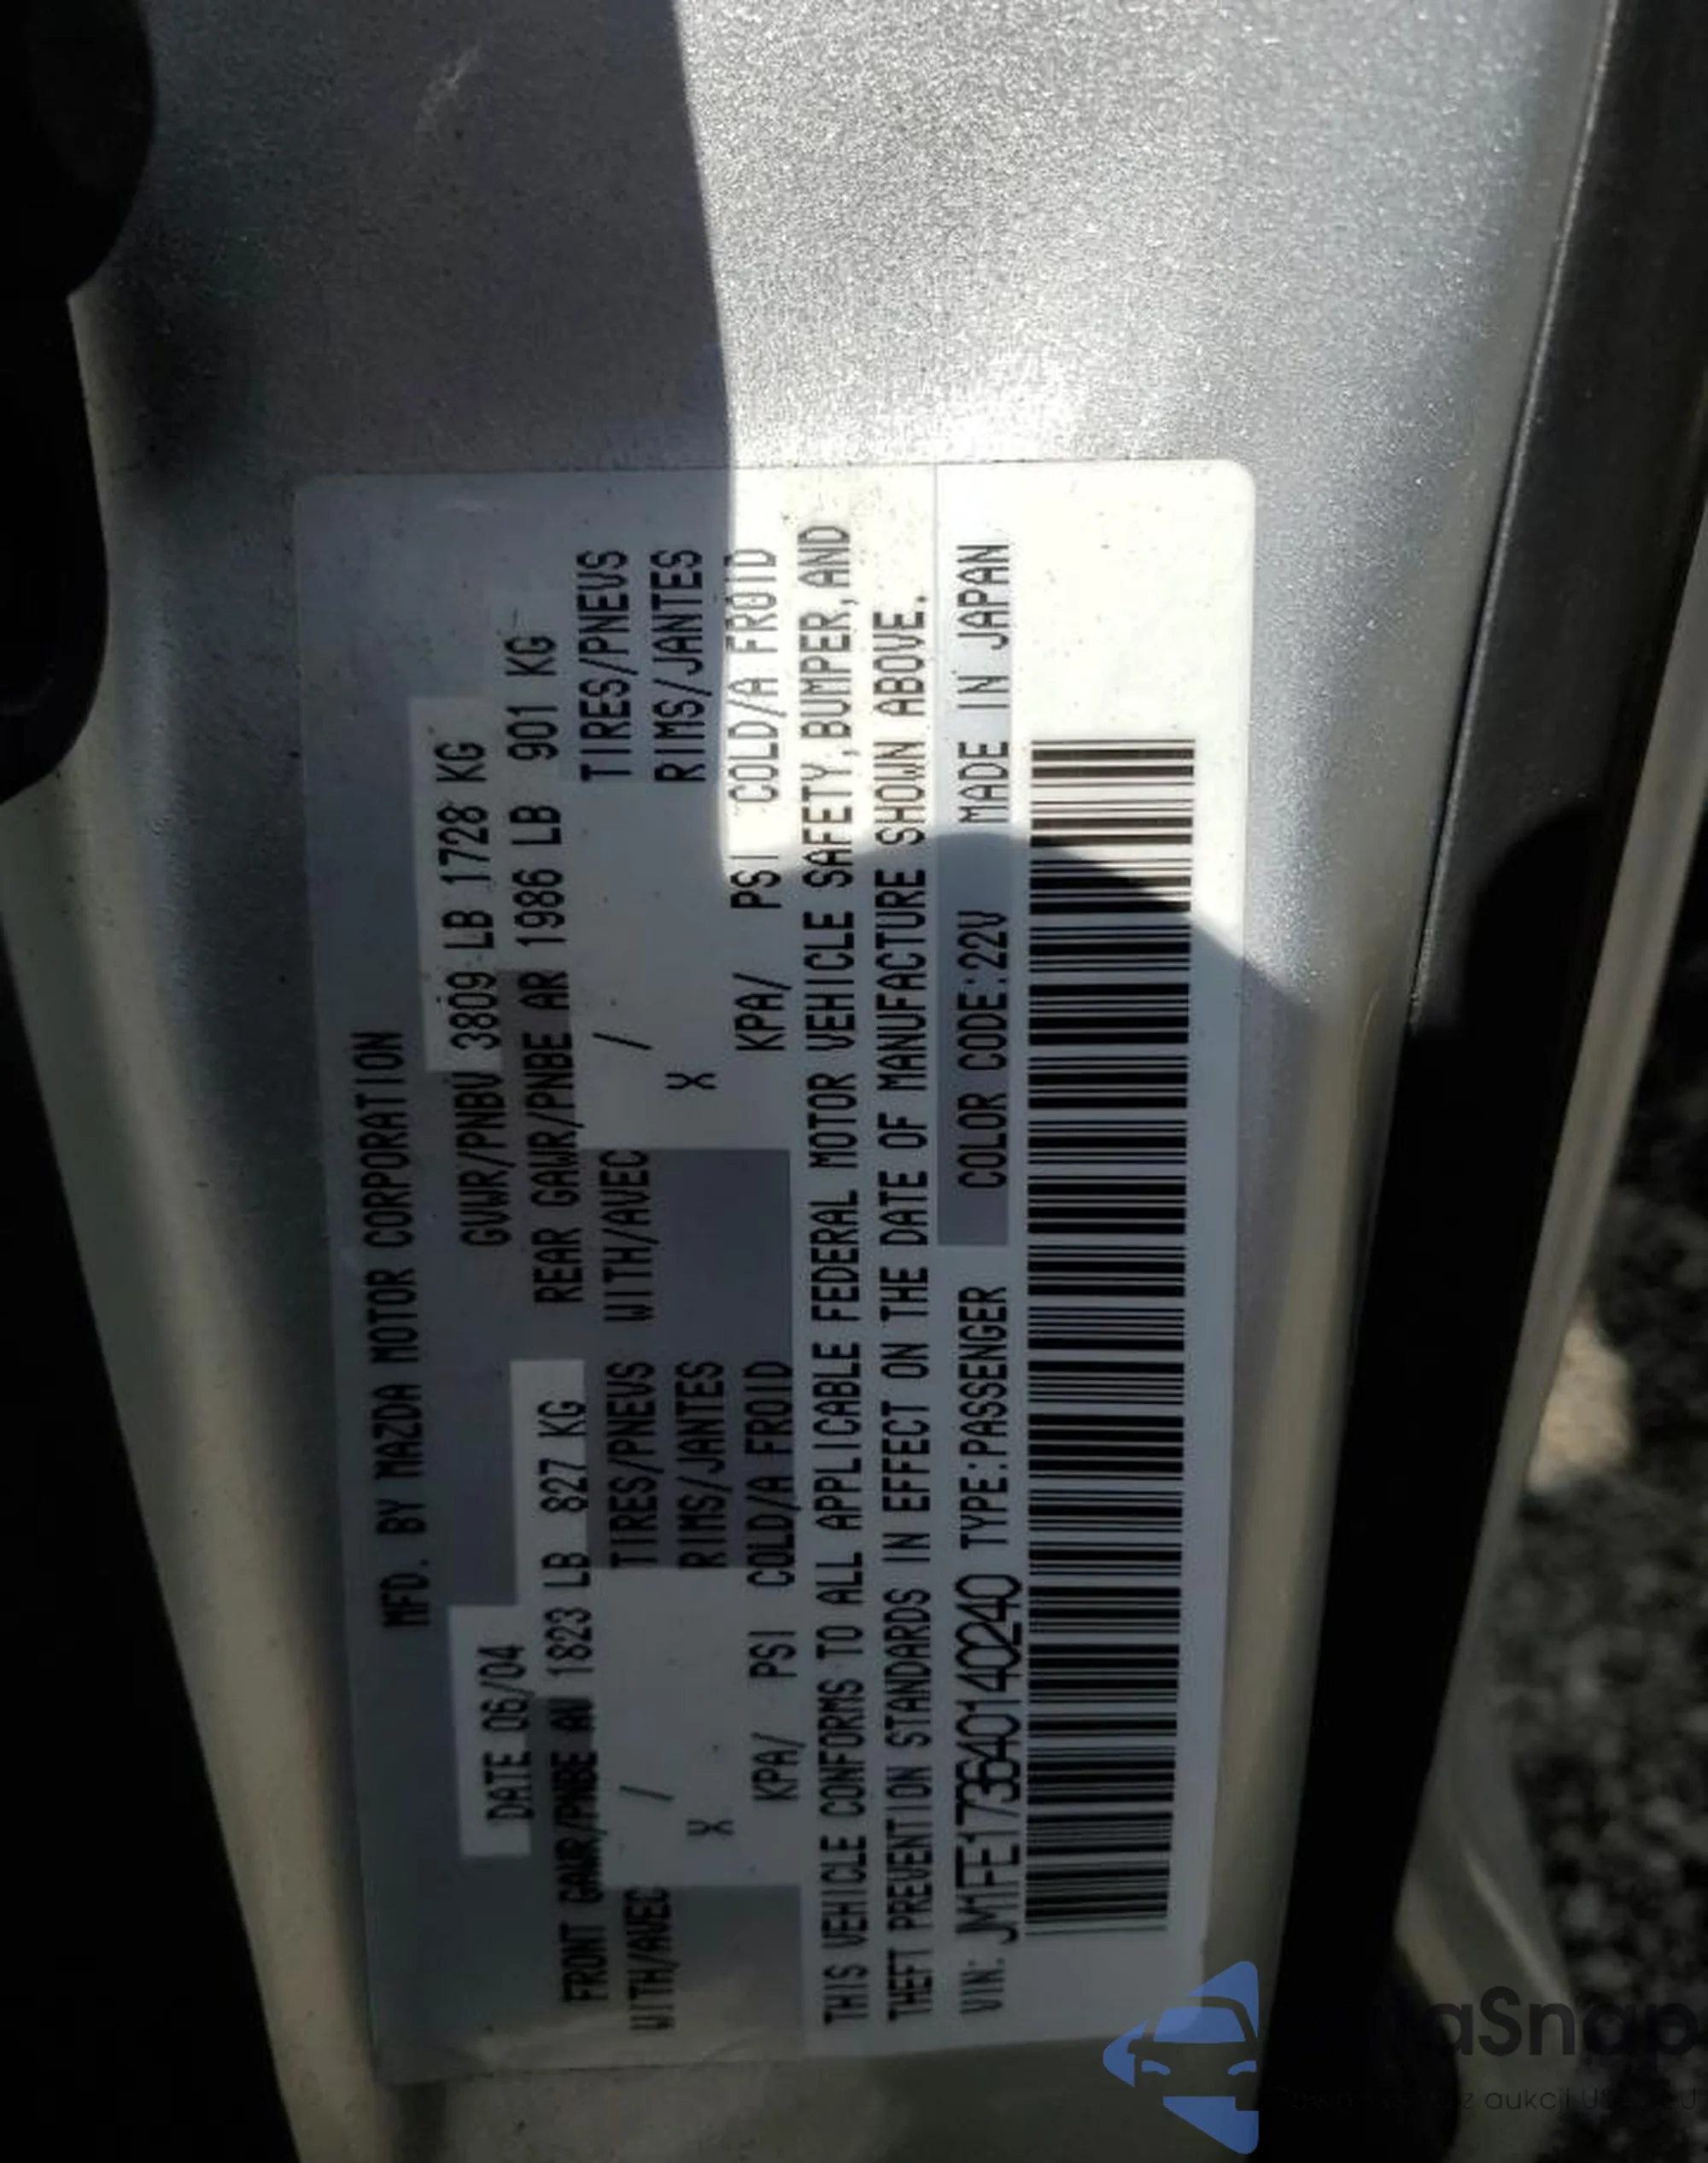 MFD. BY MAZDA MOTOR CORPORATION
DATE 06/04 GVWR/PNBV 3809 LB 1728 KG
FRONT GAWR/PNBE AV 1823 LB 827 KG REAR GAWR/PNBE AR 1986 LB 901 KG
WITH/AVEC / TIRES/PNEUS WITH/AVEC / TIRES/PNEUS
X RIMS/JANTES X RIMS/JANTES
KPA/ PSI COLD/A FROID KPA/ PSI COLD/A FROID
THIS VEHICLE CONFORMS TO ALL APPLICABLE FEDERAL MOTOR VEHICLE SAFETY,BUMPER,AND
THEFT PREVENTION STANDARDS IN EFFECT ON THE DATE OF MANUFACTURE SHOWN ABOVE.
VIN: JM1FE173640140240 TYPE:PASSENGER COLOR CODE:22V MADE IN JAPAN
z aukcji